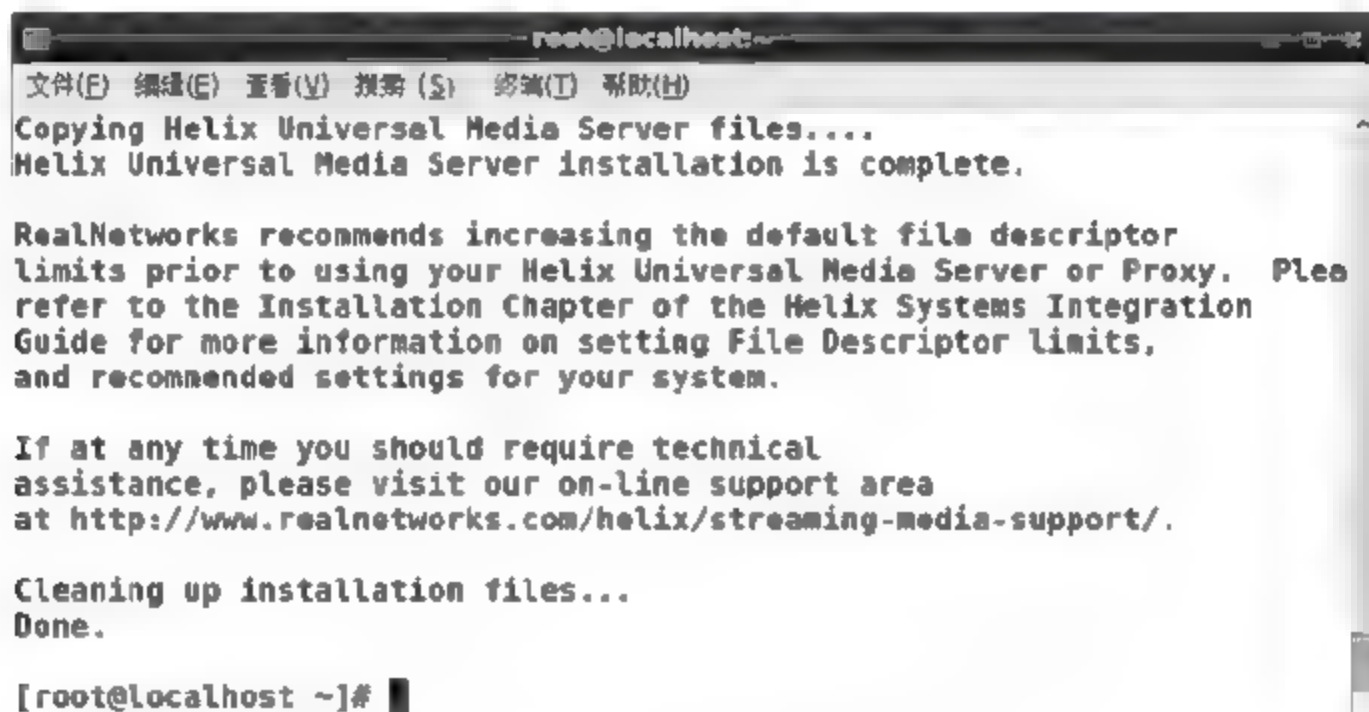 root@localhost:~
文件(F) 编辑(E) 查看(V) 搜索 (S) 终端(T) 帮助(H)
Copying Helix Universal Media Server files....
Helix Universal Media Server installation is complete.
RealNetworks recommends increasing the default file descriptor
limits prior to using your Helix Universal Media Server or Proxy. Plea
refer to the Installation Chapter of the Helix Systems Integration
Guide for more information on setting File Descriptor limits,
and recommended settings for your system.
If at any time you should require technical
assistance, please visit our on-line support area
at http://www.realnetworks.com/helix/streaming-media-support/.
Cleaning up installation files...
Done.
[root@localhost ~]#